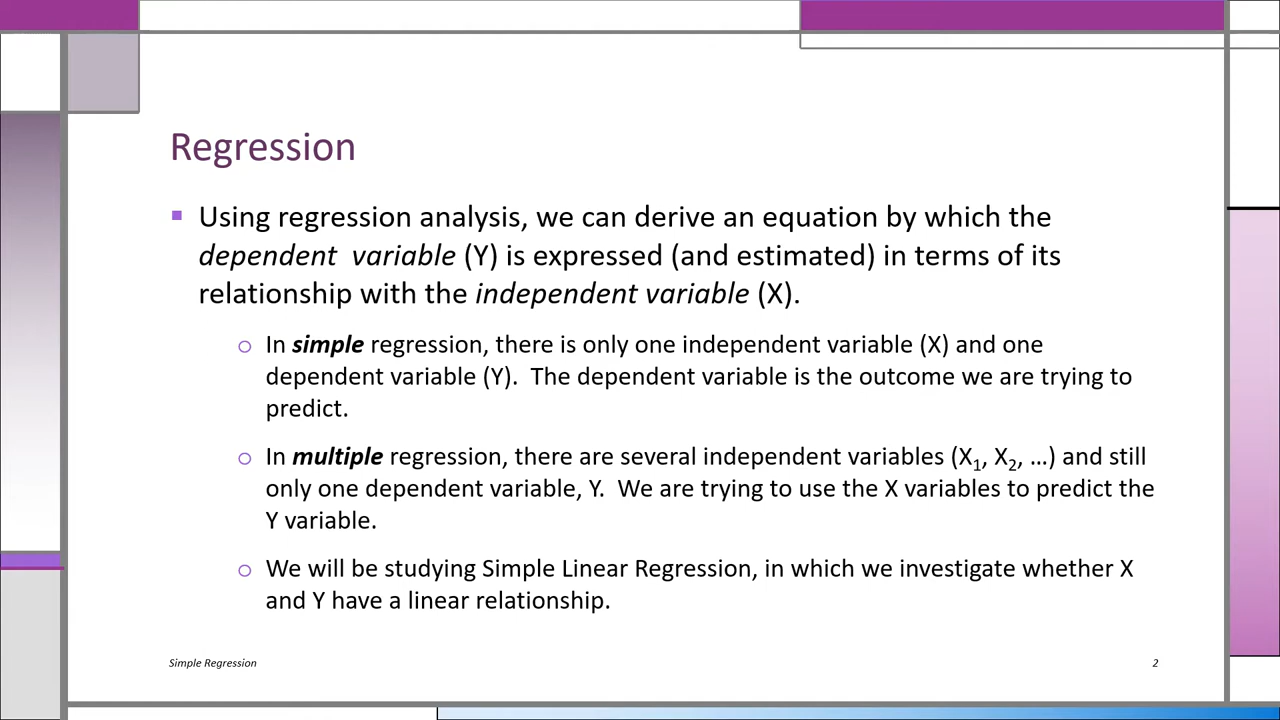 Regression
▪ Using regression analysis, we can derive an equation by which the
dependent  variable (Y) is expressed (and estimated) in terms of its
relationship with the independent variable (X).
o In simple regression, there is only one independent variable (X) and one
dependent variable (Y).  The dependent variable is the outcome we are trying to
predict.
o In multiple regression, there are several independent variables (X₁, X₂, …) and still
only one dependent variable, Y.  We are trying to use the X variables to predict the
Y variable.
o We will be studying Simple Linear Regression, in which we investigate whether X
and Y have a linear relationship.
Simple Regression
2